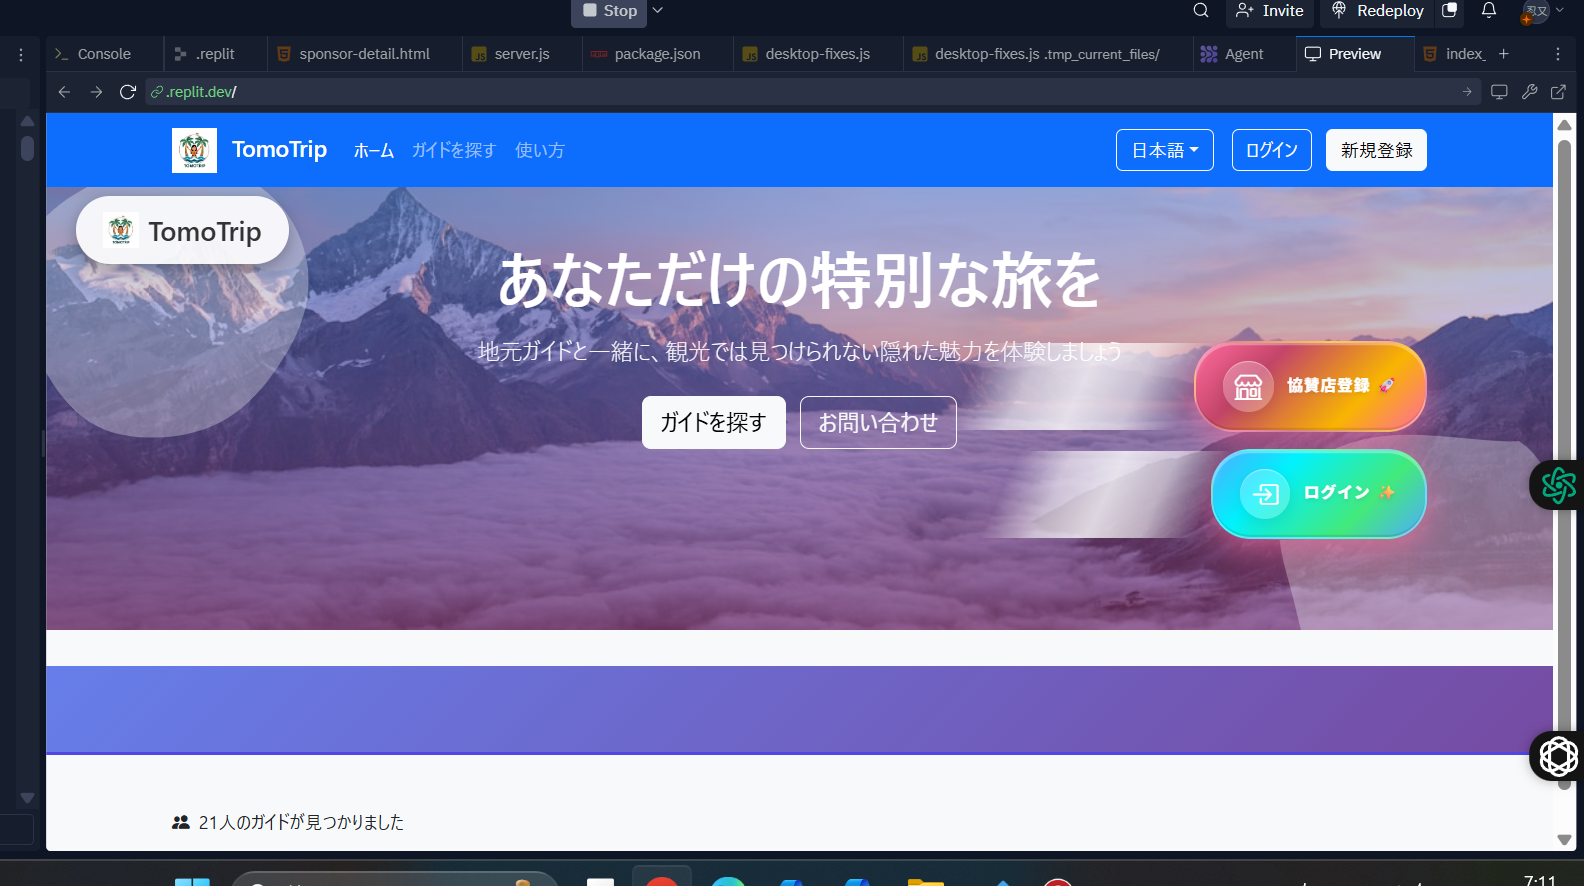 Stop
Invite
Redeploy
Console
.replit
sponsor-detail.html
server.js
package.json
desktop-fixes.js
desktop-fixes.js .tmp_current_files/
Agent
Preview
index_
.replit.dev/
TomoTrip
ホーム
ガイドを探す
使い方
日本語
ログイン
新規登録
TomoTrip
あなただけの特別な旅を
地元ガイドと一緒に、観光では見つけられない隠れた魅力を体験しましょう
ガイドを探す
お問い合わせ
協賛店登録 🚀
ログイン ✨
21人のガイドが見つかりました
7:11